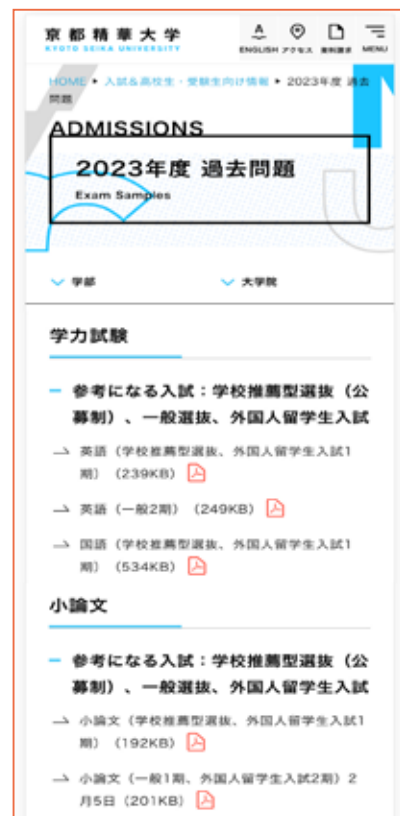 京都精華大学
KYOTO SEIKA UNIVERSITY
ENGLISH アクセス 資料請求 MENU
HOME ▸ 入試&高校生・受験生向け情報 ▸ 2023年度 過去
問題
ADMISSIONS
2023年度 過去問題
Exam Samples
学部 大学院
学力試験
参考になる入試：学校推薦型選抜（公
募制）、一般選抜、外国人留学生入試
英語（学校推薦型選抜、外国人留学生入試1
期）（239KB）
英語（一般2期）（249KB）
国語（学校推薦型選抜、外国人留学生入試1
期）（534KB）
小論文
参考になる入試：学校推薦型選抜（公
募制）、一般選抜、外国人留学生入試
小論文（学校推薦型選抜、外国人留学生入試1
期）（192KB）
小論文（一般1期、外国人留学生入試2期）2
月5日（201KB）